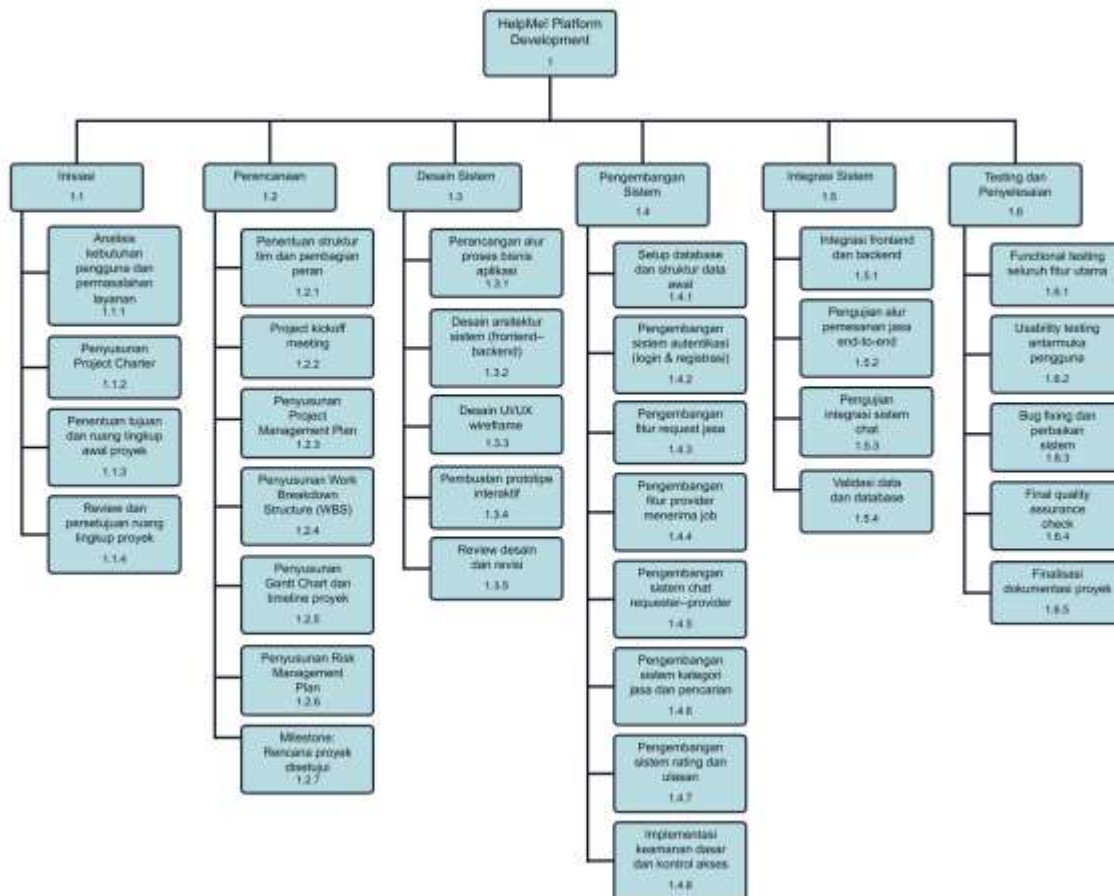 HelpMe! Platform
Development
1
Inisiasi
1.1
Analisis
kebutuhan
pengguna dan
permasalahan
layanan
1.1.1
Penyusunan
Project Charter
1.1.2
Penentuan tujuan
dan ruang lingkup
awal proyek
1.1.3
Review dan
persetujuan ruang
lingkup proyek
1.1.4
Perencanaan
1.2
Penentuan struktur
tim dan pembagian
peran
1.2.1
Project kickoff
meeting
1.2.2
Penyusunan
Project
Management Plan
1.2.3
Penyusunan Work
Breakdown
Structure (WBS)
1.2.4
Penyusunan
Gantt Chart dan
timeline proyek
1.2.5
Penyusunan Risk
Management
Plan
1.2.6
Milestone:
Rencana proyek
disetujui
1.2.7
Desain Sistem
1.3
Perancangan alur
proses bisnis
aplikasi
1.3.1
Desain arsitektur
sistem (frontend–
backend)
1.3.2
Desain UI/UX
wireframe
1.3.3
Pembuatan prototipe
interaktif
1.3.4
Review desain
dan revisi
1.3.5
Pengembangan
Sistem
1.4
Setup database
dan struktur data
awal
1.4.1
Pengembangan
sistem autentikasi
(login & registrasi)
1.4.2
Pengembangan
fitur request jasa
1.4.3
Pengembangan
fitur provider
menerima job
1.4.4
Pengembangan
sistem chat
requester–provider
1.4.5
Pengembangan
sistem kategori
jasa dan pencarian
1.4.6
Pengembangan
sistem rating dan
ulasan
1.4.7
Implementasi
keamanan dasar
dan kontrol akses
1.4.8
Integrasi Sistem
1.5
Integrasi frontend
dan backend
1.5.1
Pengujian alur
pemesanan jasa
end-to-end
1.5.2
Pengujian
integrasi sistem
chat
1.5.3
Validasi data
dan database
1.5.4
Testing dan
Penyelesaian
1.6
Functional testing
seluruh fitur utama
1.6.1
Usability testing
antarmuka
pengguna
1.6.2
Bug fixing dan
perbaikan
sistem
1.6.3
Final quality
assurance
check
1.6.4
Finalisasi
dokumentasi proyek
1.6.5